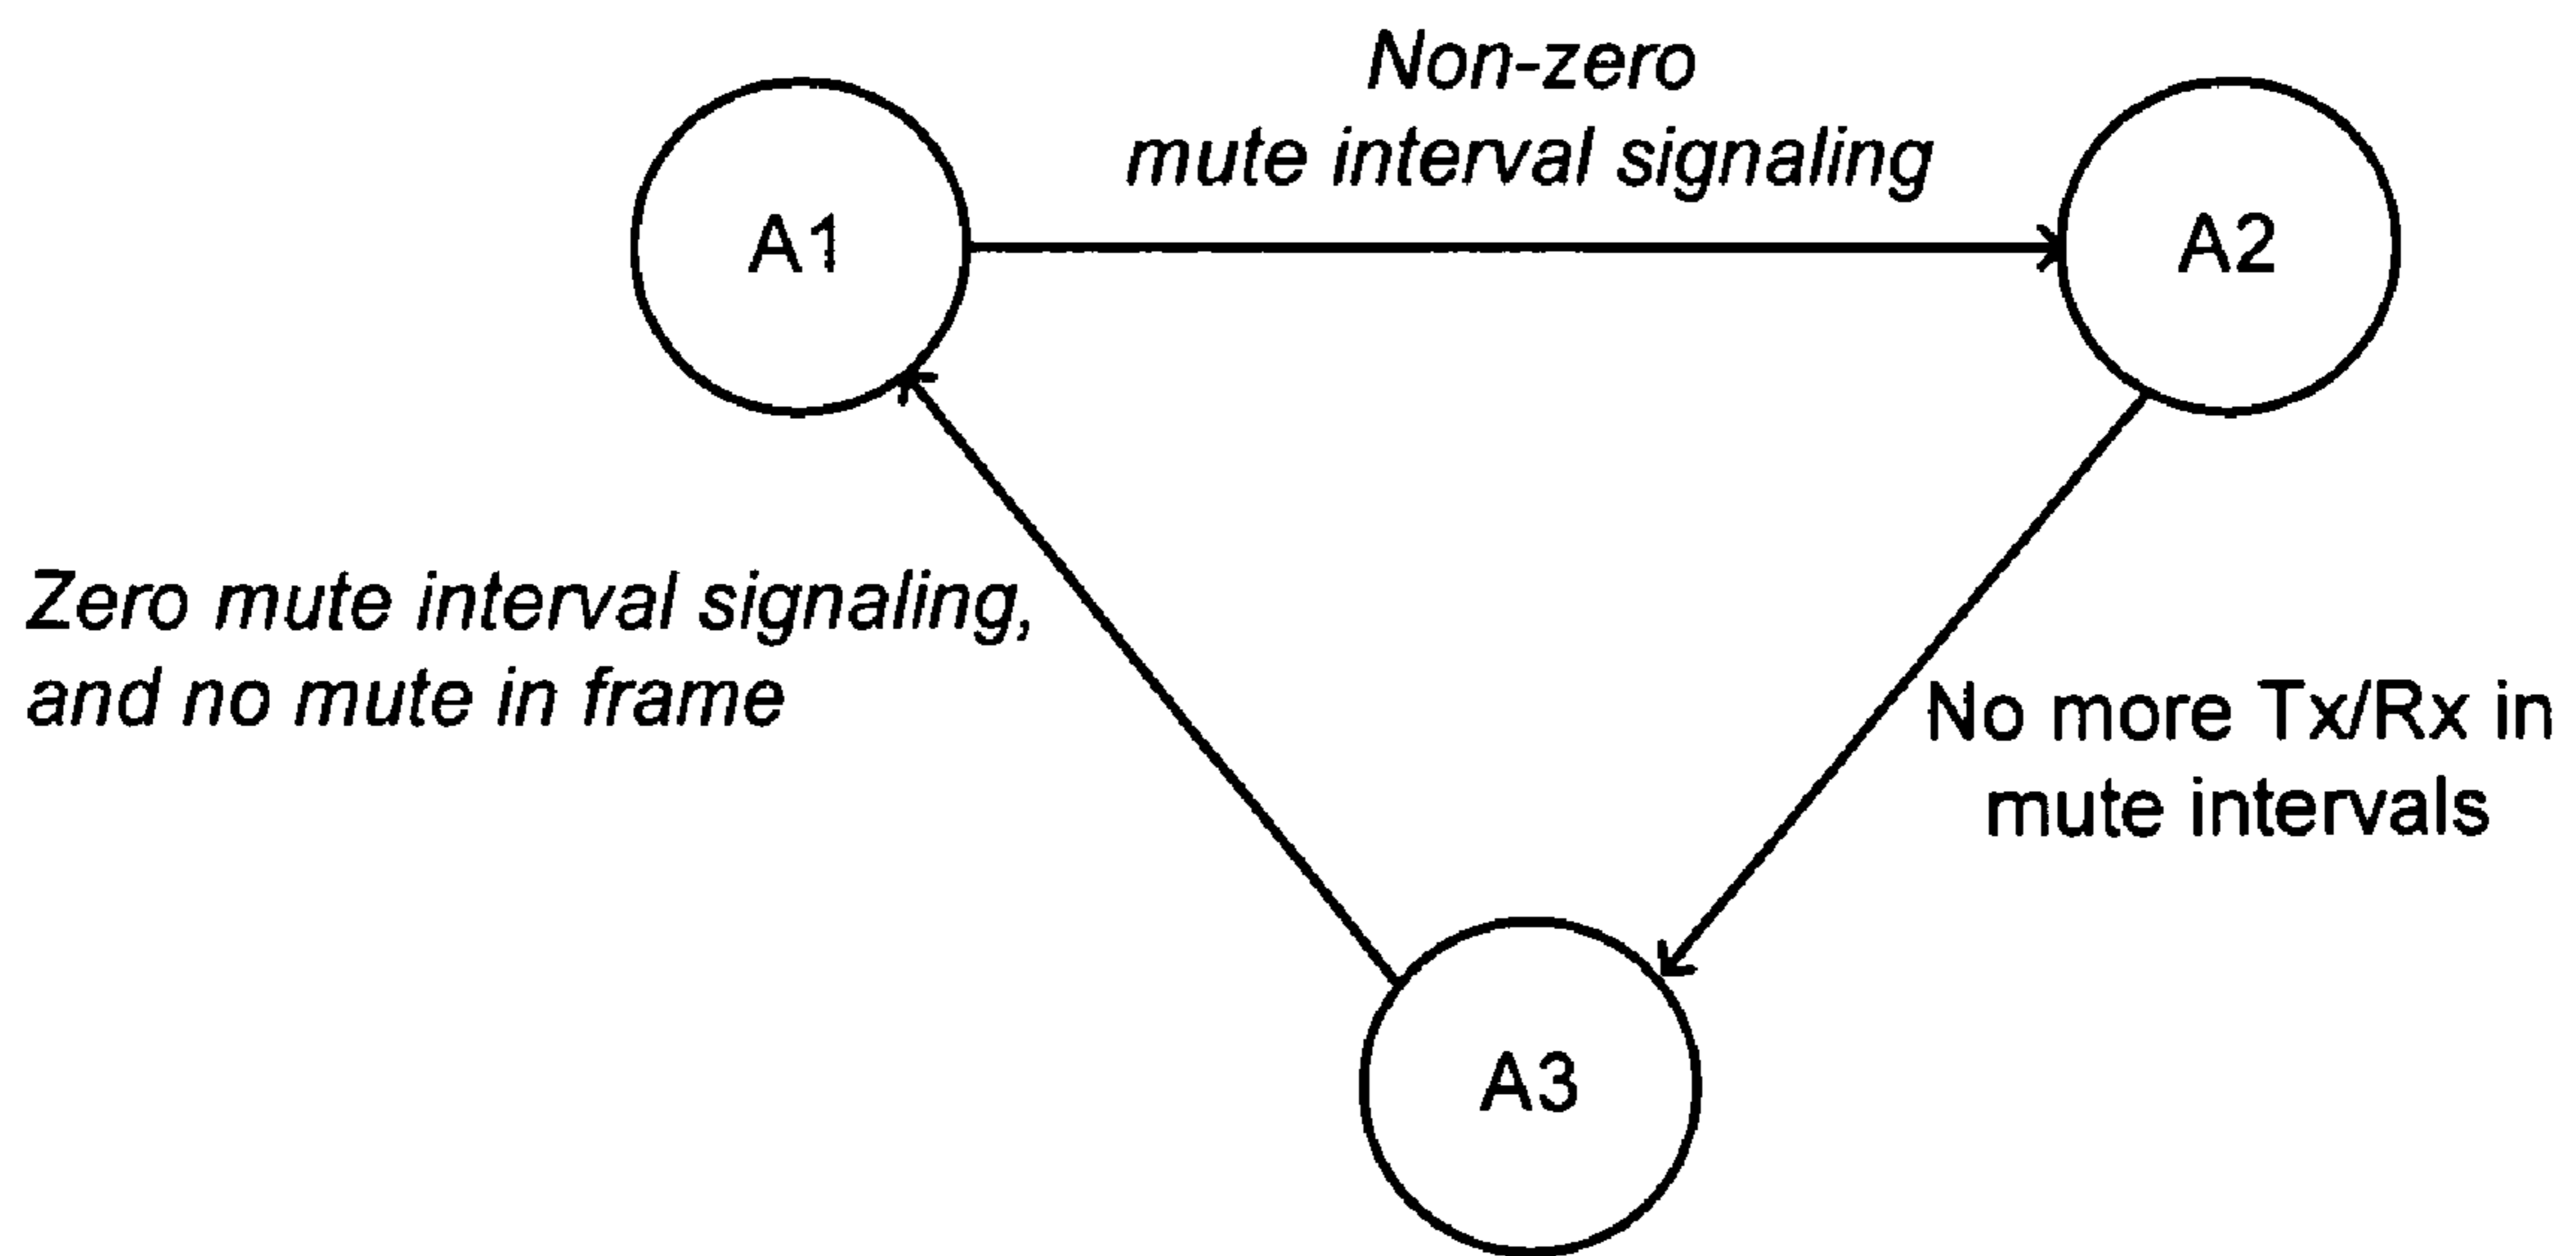 Non-zero
mute interval signaling
A1
A2
Zero mute interval signaling,
and no mute in frame
No more Tx/Rx in
mute intervals
A3